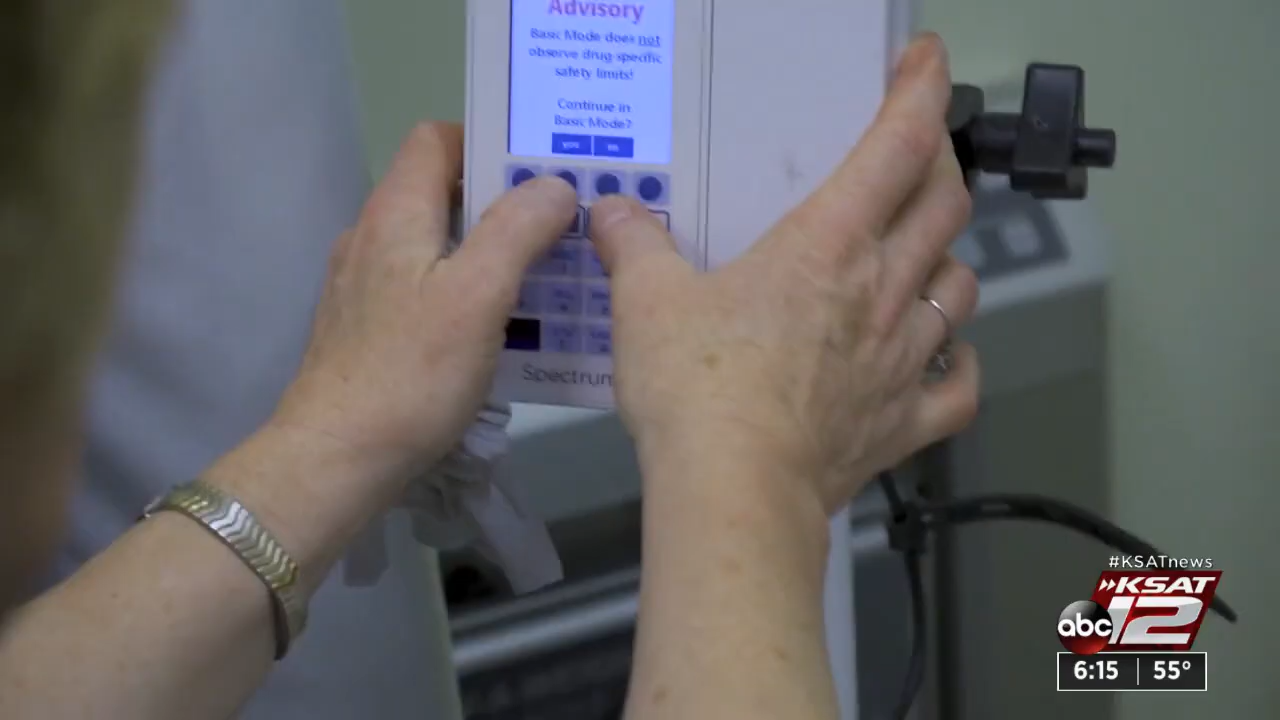 Advisory
Basic Mode does not
observe drug specific
safety limits!
Continue in
Basic Mode?
yes no
Spectrum
#KSATnews
KSAT
abc 12
6:15 55°